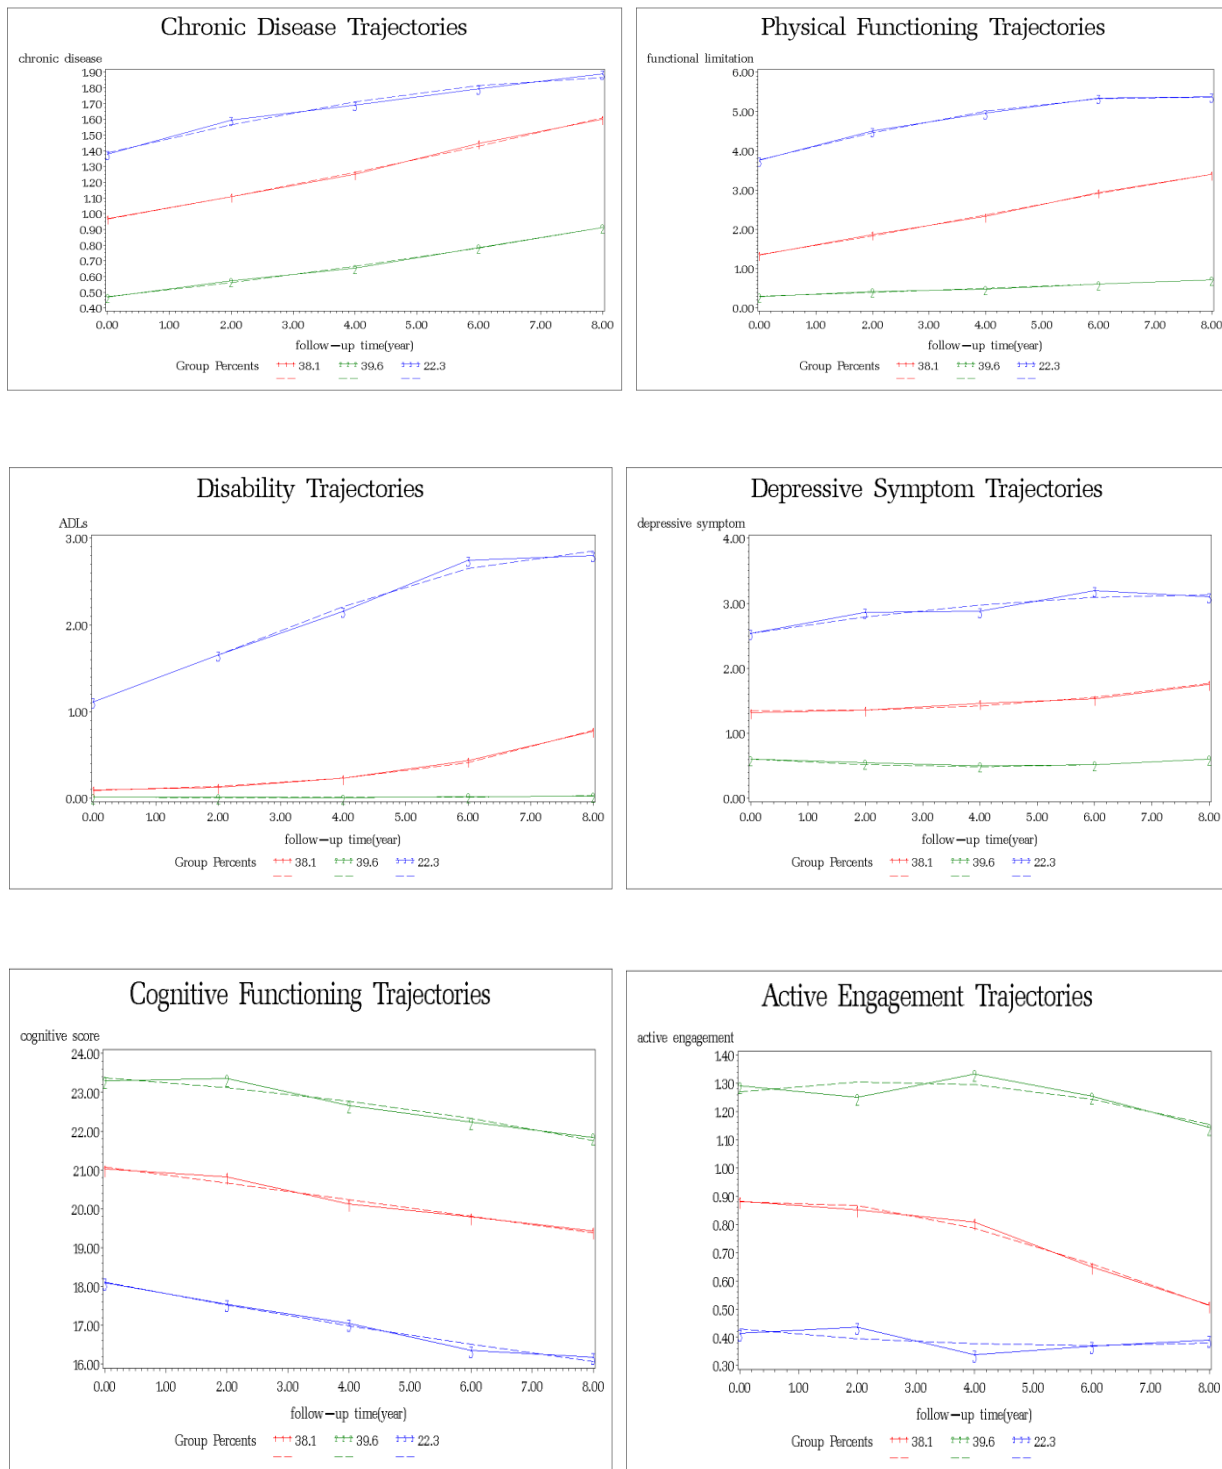 Chronic Disease Trajectories
chronic disease
1.90
1.80
1.70
1.60
1.50
1.40
1.30
1.20
1.10
1.00
0.90
0.80
0.70
0.60
0.50
0.40
0.00 1.00 2.00 3.00 4.00 5.00 6.00 7.00 8.00
follow-up time(year)
Group Percents 38.1 39.6 22.3
Physical Functioning Trajectories
functional limitation
6.00
5.00
4.00
3.00
2.00
1.00
0.00
0.00 1.00 2.00 3.00 4.00 5.00 6.00 7.00 8.00
follow-up time(year)
Group Percents 38.1 39.6 22.3
Disability Trajectories
ADLs
3.00
2.00
1.00
0.00
0.00 1.00 2.00 3.00 4.00 5.00 6.00 7.00 8.00
follow-up time(year)
Group Percents 38.1 39.6 22.3
Depressive Symptom Trajectories
depressive symptom
4.00
3.00
2.00
1.00
0.00
0.00 1.00 2.00 3.00 4.00 5.00 6.00 7.00 8.00
follow-up time(year)
Group Percents 38.1 39.6 22.3
Cognitive Functioning Trajectories
cognitive score
24.00
23.00
22.00
21.00
20.00
19.00
18.00
17.00
16.00
0.00 1.00 2.00 3.00 4.00 5.00 6.00 7.00 8.00
follow-up time(year)
Group Percents 38.1 39.6 22.3
Active Engagement Trajectories
active engagement
1.40
1.30
1.20
1.10
1.00
0.90
0.80
0.70
0.60
0.50
0.40
0.30
0.00 1.00 2.00 3.00 4.00 5.00 6.00 7.00 8.00
follow-up time(year)
Group Percents 38.1 39.6 22.3